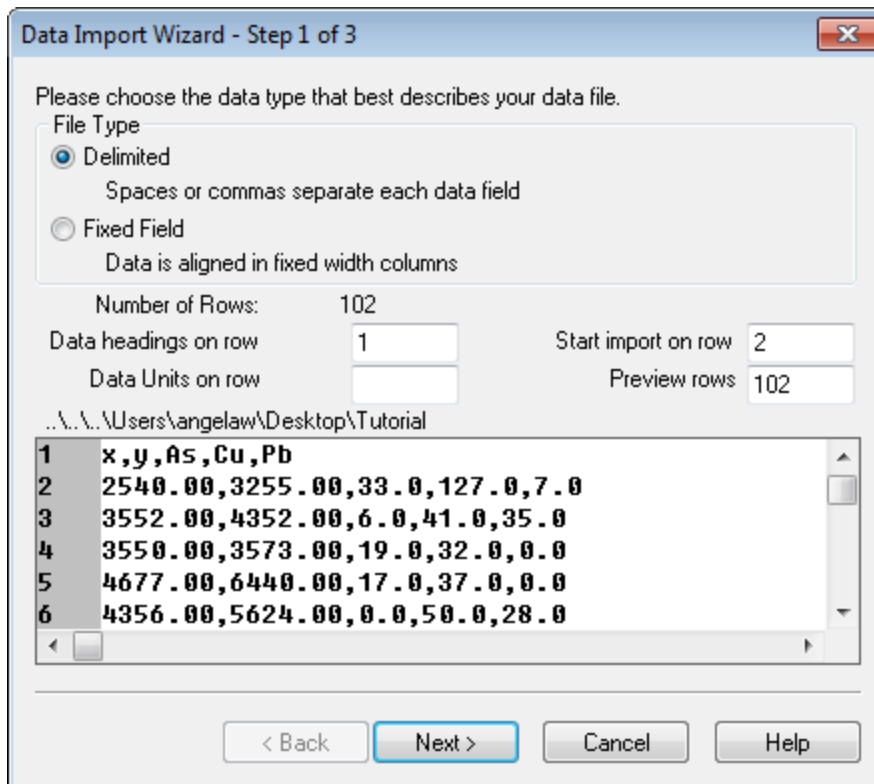 Data Import Wizard - Step 1 of 3
Please choose the data type that best describes your data file.
File Type
Delimited
Spaces or commas separate each data field
Fixed Field
Data is aligned in fixed width columns
Number of Rows: 102
Data headings on row 1 Start import on row 2
Data Units on row Preview rows 102
..\..\..\Users\angelaw\Desktop\Tutorial
1 x,y,As,Cu,Pb
2 2540.00,3255.00,33.0,127.0,7.0
3 3552.00,4352.00,6.0,41.0,35.0
4 3550.00,3573.00,19.0,32.0,0.0
5 4677.00,6440.00,17.0,37.0,0.0
6 4356.00,5624.00,0.0,50.0,28.0
< Back Next > Cancel Help